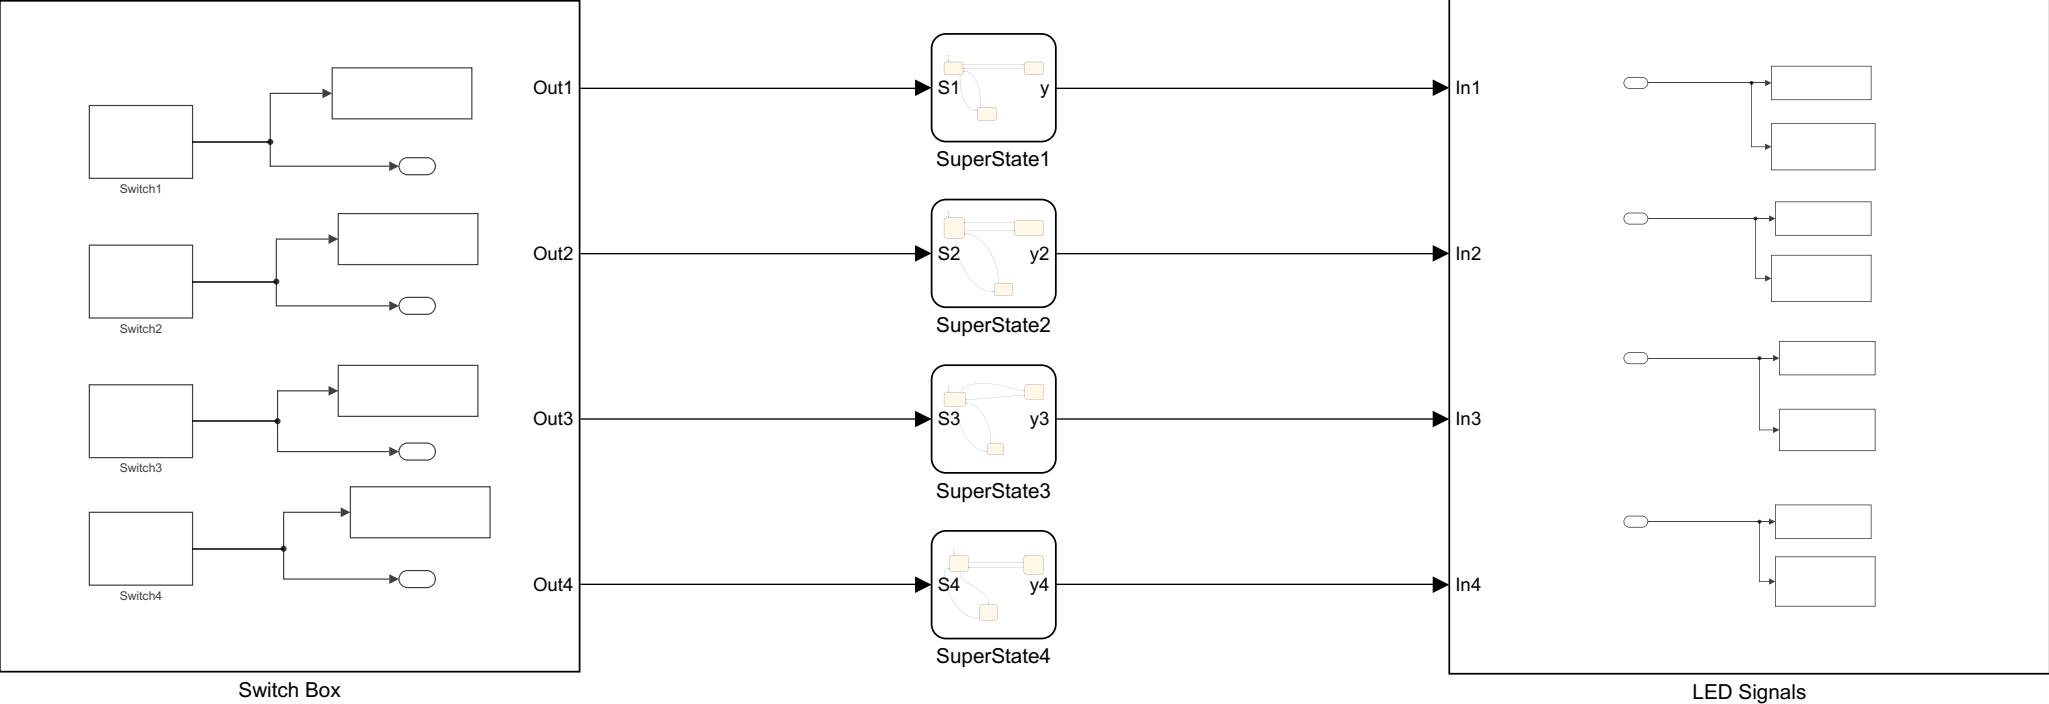 Out1
S1
y
In1
SuperState1
Switch1
Out2
S2
y2
In2
SuperState2
Switch2
Out3
S3
y3
In3
SuperState3
Switch3
Out4
S4
y4
In4
SuperState4
Switch4
Switch Box
LED Signals